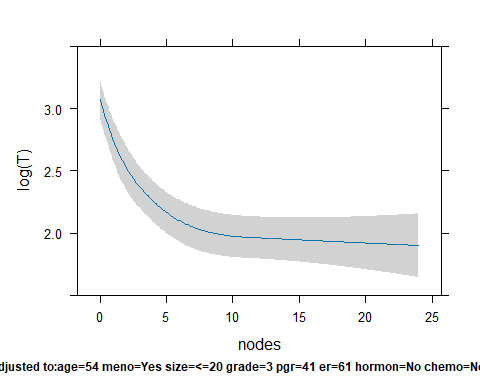 log(T)
3.0
2.5
2.0
0 5 10 15 20 25
nodes
djusted to:age=54 meno=Yes size=<=20 grade=3 pgr=41 er=61 hormon=No chemo=No